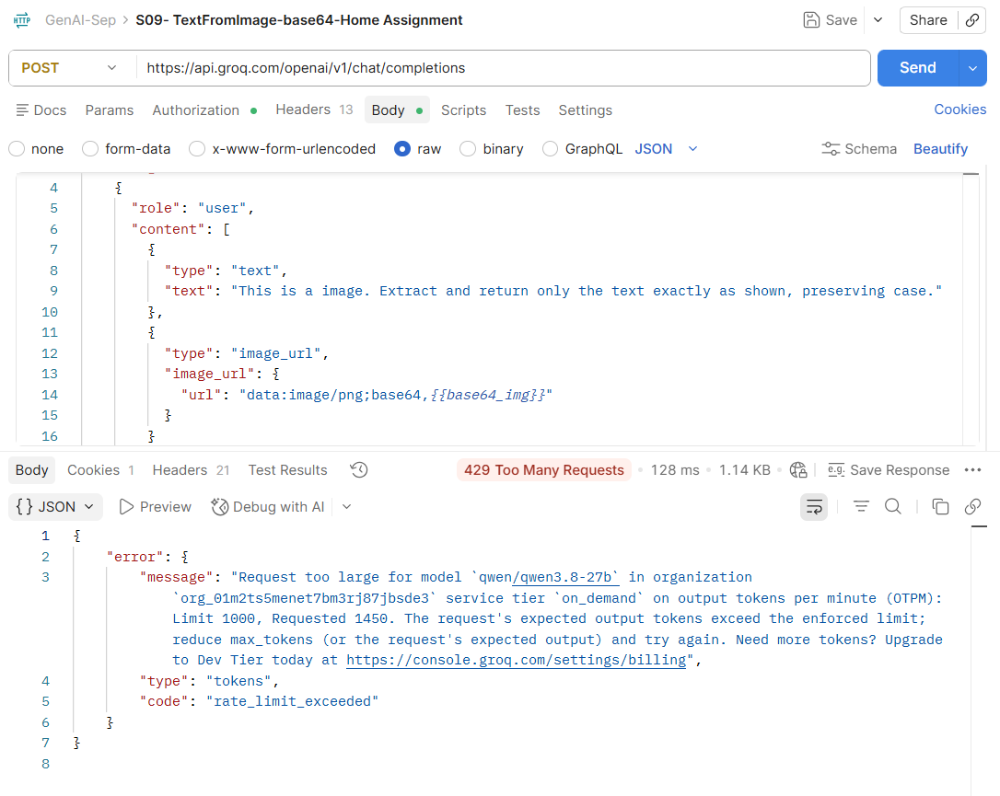 HTTP GenAI-Sep > S09- TextFromImage-base64-Home Assignment Save Share
POST https://api.groq.com/openai/v1/chat/completions Send
Docs Params Authorization Headers 13 Body Scripts Tests Settings Cookies
none form-data x-www-form-urlencoded raw binary GraphQL JSON Schema Beautify
4 {
5 "role": "user",
6 "content": [
7 {
8 "type": "text",
9 "text": "This is a image. Extract and return only the text exactly as shown, preserving case."
10 },
11 {
12 "type": "image_url",
13 "image_url": {
14 "url": "data:image/png;base64,{{base64_img}}"
15 }
16 }
Body Cookies 1 Headers 21 Test Results 429 Too Many Requests 128 ms 1.14 KB e.g. Save Response
{} JSON Preview Debug with AI
1 {
2 "error": {
3 "message": "Request too large for model `qwen/qwen3.8-27b` in organization
`org_01m2ts5menet7bm3rj87jbsde3` service tier `on_demand` on output tokens per minute (OTPM):
Limit 1000, Requested 1450. The request's expected output tokens exceed the enforced limit;
reduce max_tokens (or the request's expected output) and try again. Need more tokens? Upgrade
to Dev Tier today at https://console.groq.com/settings/billing",
4 "type": "tokens",
5 "code": "rate_limit_exceeded"
6 }
7 }
8